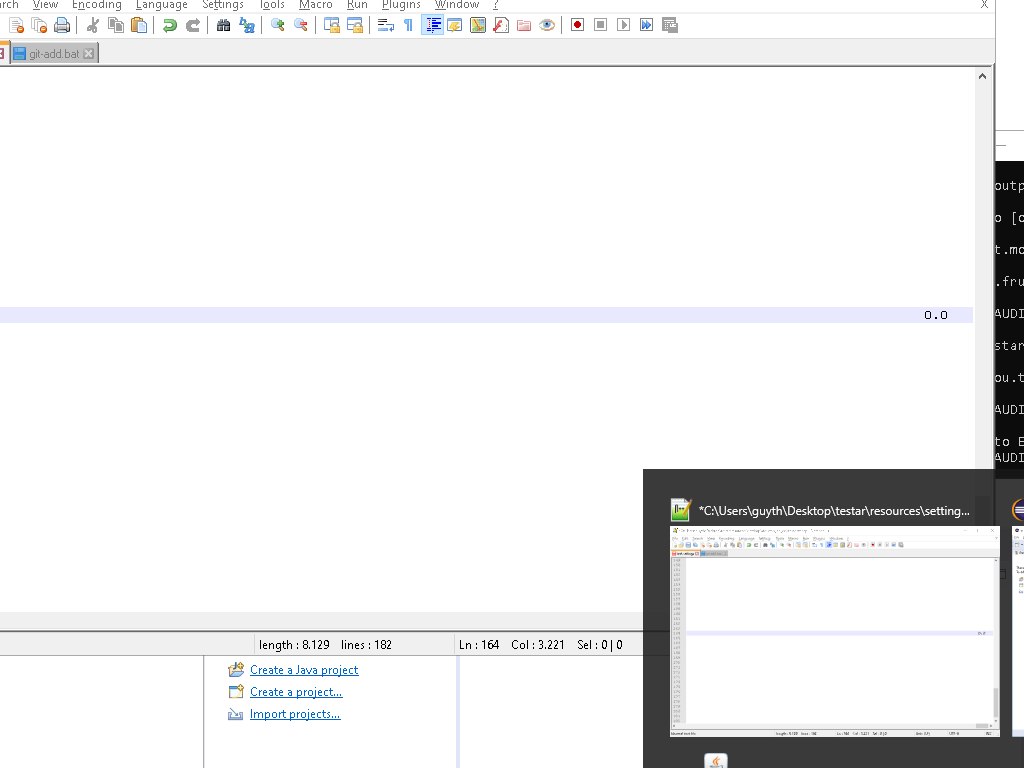 rch View Encoding Language Settings Tools Macro Run Plugins Window ? X
git-add.bat
outp
o [o
t.mo
.fru
0.0
AUDI
star
ou.t
AUDI
to E
AUDI
*C:\Users\guyth\Desktop\testar\resources\setting...
length : 8.129 lines : 182 Ln : 164 Col : 3.221 Sel : 0 | 0
Create a Java project
Create a project...
Import projects...